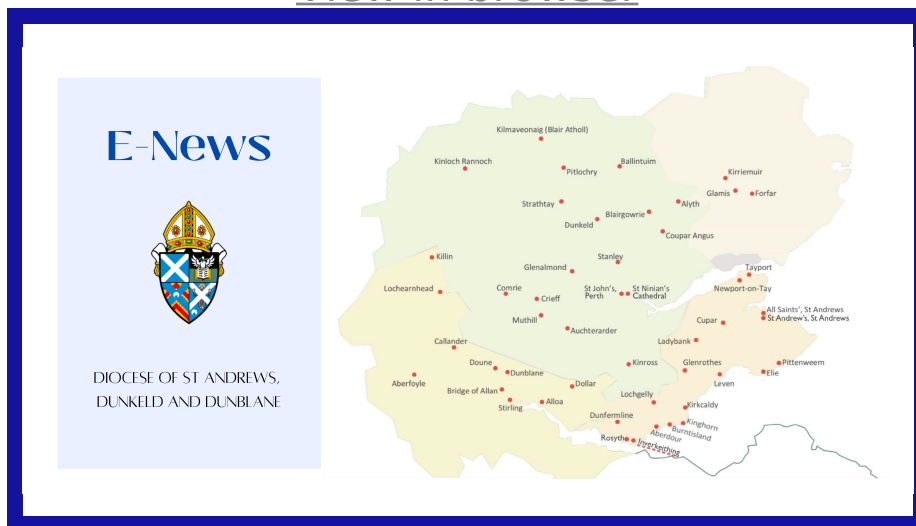 View in browser
E-News
DIOCESE OF ST ANDREWS,
DUNKELD AND DUNBLANE
Kilmaveonaig (Blair Atholl)
Kinloch Rannoch
Pitlochry
Ballintuim
Kirriemuir
Glamis
Forfar
Strathtay
Dunkeld
Blairgowrie
Alyth
Coupar Angus
Killin
Glenalmond
Stanley
Tayport
Newport-on-Tay
Lochearnhead
Comrie
Crieff
St John's,
Perth
St Ninian's
Cathedral
Muthill
Auchterarder
Cupar
All Saints', St Andrews
St Andrew's, St Andrews
Ladybank
Callander
Doune
Dunblane
Kinross
Glenrothes
Pittenweem
Elie
Leven
Aberfoyle
Bridge of Allan
Stirling
Dollar
Alloa
Lochgelly
Kirkcaldy
Dunfermline
Kinghorn
Burntisland
Aberdour
Rosyth
Inverkeithing